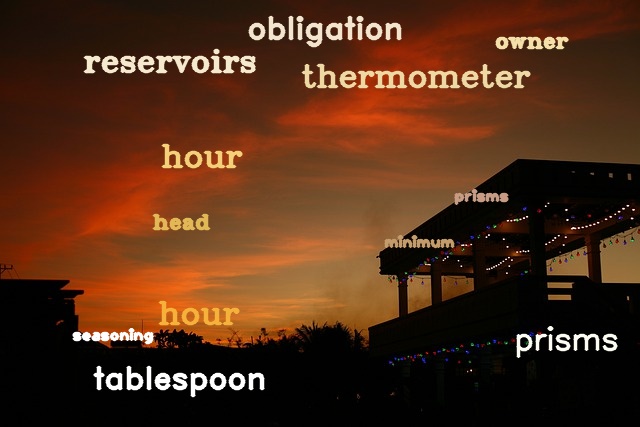 obligation
owner
reservoirs
thermometer
hour
prisms
head
minimum
hour
seasoning
prisms
tablespoon